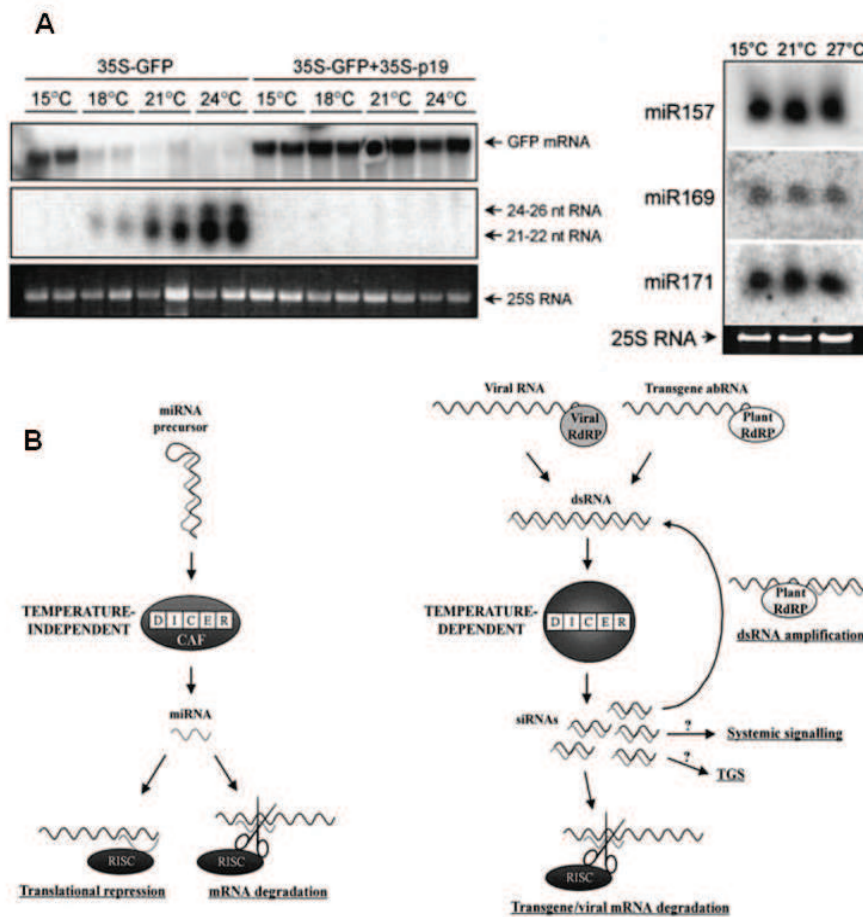 A
35S-GFP 35S-GFP+35S-p19
15°C 18°C 21°C 24°C 15°C 18°C 21°C 24°C
GFP mRNA
24-26 nt RNA
21-22 nt RNA
25S RNA
15°C 21°C 27°C
miR157
miR169
miR171
25S RNA
B
miRNA
precursor
TEMPERATURE-
INDEPENDENT
DICER
CAF
miRNA
RISC
RISC
Translational repression
mRNA degradation
Viral RNA
Transgene abRNA
Viral
RdRP
Plant
RdRP
dsRNA
TEMPERATURE-
DEPENDENT
DICER
Plant
RdRP
dsRNA amplification
siRNAs
?
Systemic signalling
?
TGS
RISC
Transgene/viral mRNA degradation